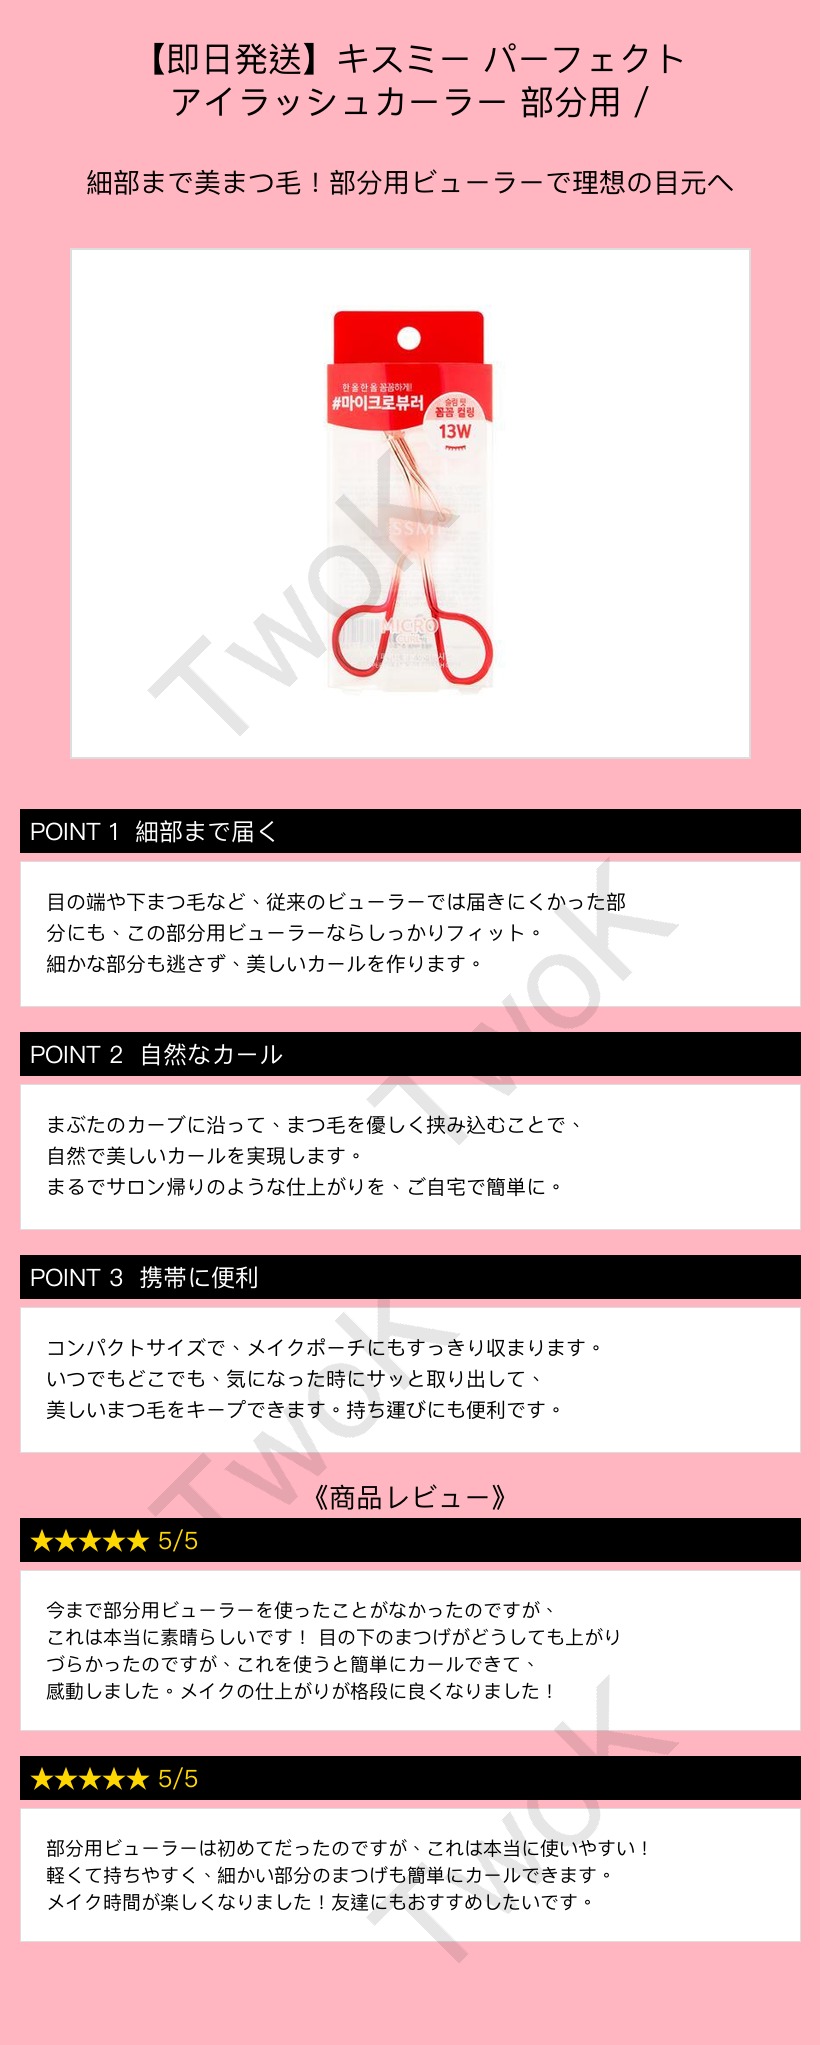 【即日発送】キスミー パーフェクト
アイラッシュカーラー 部分用 /
細部まで美まつ毛！部分用ビューラーで理想の目元へ
한 올 한 올 꼼꼼하게!
#마이크로뷰러
슬림 핏
꼼꼼 컬링
13W
SSM
MICRO
TwoK
POINT 1 細部まで届く
目の端や下まつ毛など、従来のビューラーでは届きにくかった部
分にも、この部分用ビューラーならしっかりフィット。
細かな部分も逃さず、美しいカールを作ります。
TwoK
POINT 2 自然なカール
まぶたのカーブに沿って、まつ毛を優しく挟み込むことで、
自然で美しいカールを実現します。
まるでサロン帰りのような仕上がりを、ご自宅で簡単に。
POINT 3 携帯に便利
コンパクトサイズで、メイクポーチにもすっきり収まります。
いつでもどこでも、気になった時にサッと取り出して、
美しいまつ毛をキープできます。持ち運びにも便利です。
TwoK
《商品レビュー》
★★★★★ 5/5
今まで部分用ビューラーを使ったことがなかったのですが、
これは本当に素晴らしいです！ 目の下のまつげがどうしても上がり
づらかったのですが、これを使うと簡単にカールできて、
感動しました。メイクの仕上がりが格段に良くなりました！
★★★★★ 5/5
部分用ビューラーは初めてだったのですが、これは本当に使いやすい！
軽くて持ちやすく、細かい部分のまつげも簡単にカールできます。
メイク時間が楽しくなりました！友達にもおすすめしたいです。
TwoK